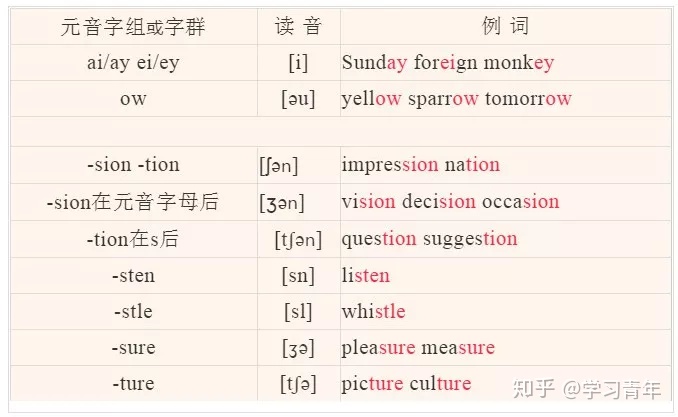 元音字组或字群 读 音 例 词
ai/ay ei/ey [i] Sunday foreign monkey
ow [əu] yellow sparrow tomorrow
-sion -tion [ʃən] impression nation
-sion在元音字母后 [ʒən] vision decision occasion
-tion在s后 [tʃən] question suggestion
-sten [sn] listen
-stle [sl] whistle
-sure [ʒə] pleasure measure
-ture [tʃə] picture culture
知乎 @学习青年